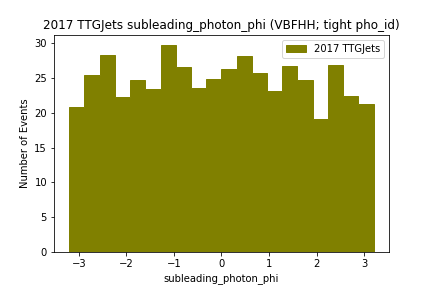 2017 TTGJets subleading_photon_phi (VBFHH; tight pho_id)
2017 TTGJets
30
25
20
15
10
5
0
Number of Events
−3 −2 −1 0 1 2 3
subleading_photon_phi